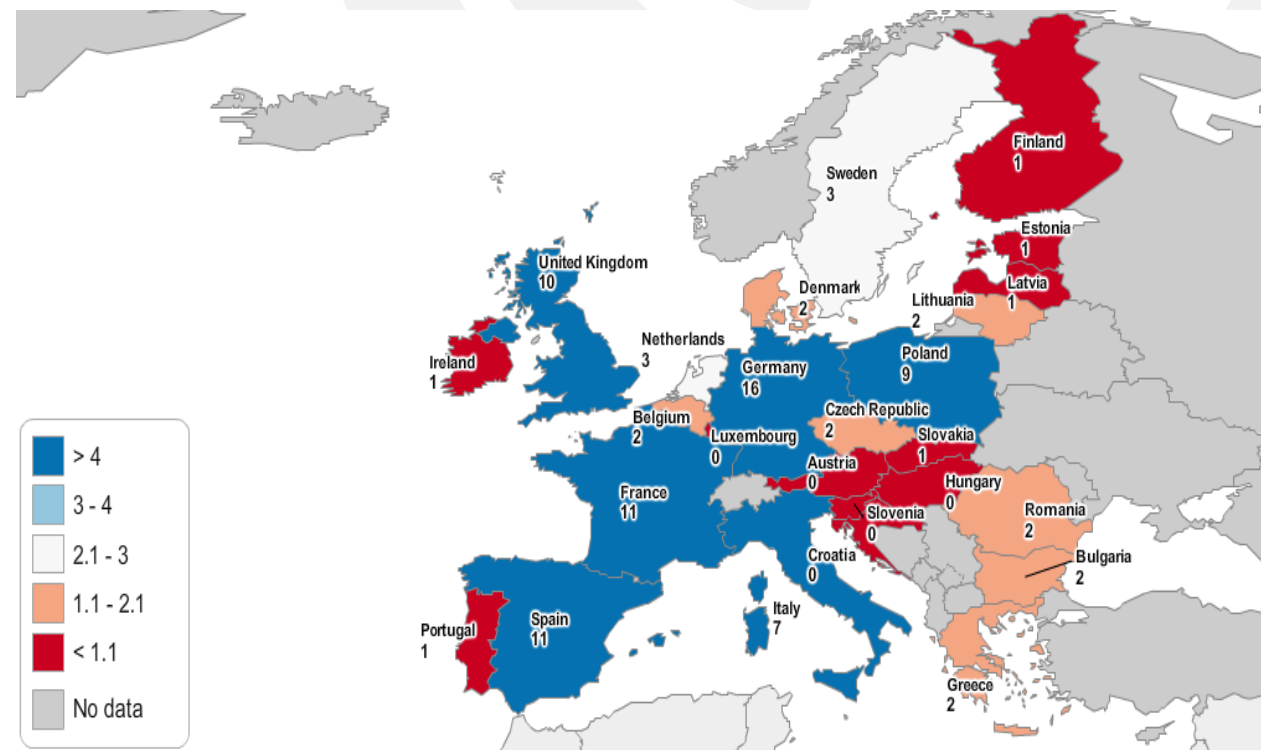 Finland
1
Sweden
3
Estonia
1
United Kingdom
10
Latvia
1
Denmark
2
Lithuania
2
Netherlands
3
Ireland
1
Poland
9
Germany
16
Belgium
2
Czech Republic
2
Luxembourg
0
Slovakia
1
Austria
0
Hungary
0
France
11
Slovenia
0
Romania
2
Croatia
0
Bulgaria
2
Italy
7
Spain
11
Portugal
1
Greece
2
> 4
3 - 4
2.1 - 3
1.1 - 2.1
< 1.1
No data